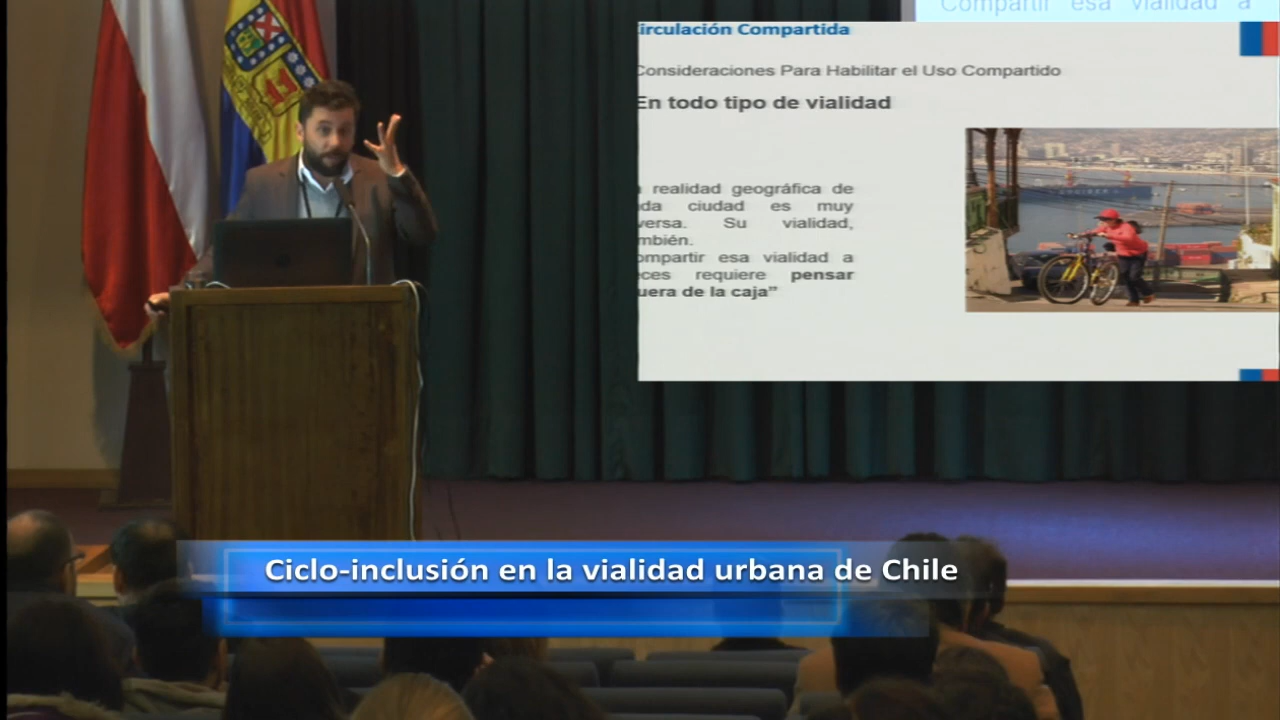 Compartir esa vialidad a
irculación Compartida
Consideraciones Para Habilitar el Uso Compartido
En todo tipo de vialidad
realidad geográfica de
da ciudad es muy
versa. Su vialidad,
mbién.
ompartir esa vialidad a
eces requiere pensar
uera de la caja”
Ciclo-inclusión en la vialidad urbana de Chile